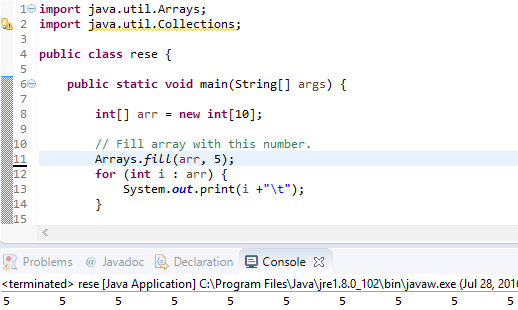 1 import java.util.Arrays;
2 import java.util.Collections;
3
4 public class rese {
5
6 public static void main(String[] args) {
7
8 int[] arr = new int[10];
9
10 // Fill array with this number.
11 Arrays.fill(arr, 5);
12 for (int i : arr) {
13 System.out.print(i +"\t");
14 }
15
Problems @ Javadoc Declaration Console
<terminated> rese [Java Application] C:\Program Files\Java\jre1.8.0_102\bin\javaw.exe (Jul 28, 2016
5 5 5 5 5 5 5 5 5 5